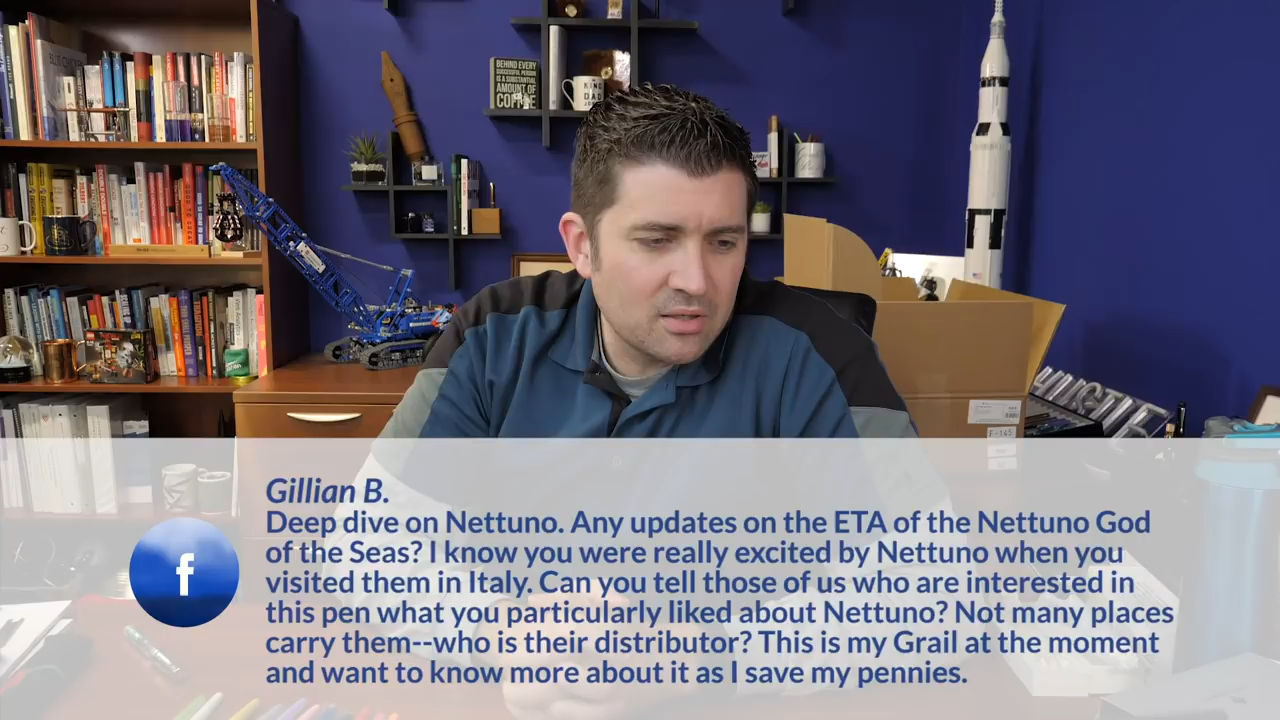 BEHIND EVERY
SUCCESSFUL PERSON
IS A SUBSTANTIAL
AMOUNT OF
COFFEE
KING
OF
DAD
F-145
Gillian B.
Deep dive on Nettuno. Any updates on the ETA of the Nettuno God
of the Seas? I know you were really excited by Nettuno when you
visited them in Italy. Can you tell those of us who are interested in
this pen what you particularly liked about Nettuno? Not many places
carry them--who is their distributor? This is my Grail at the moment
and want to know more about it as I save my pennies.
f